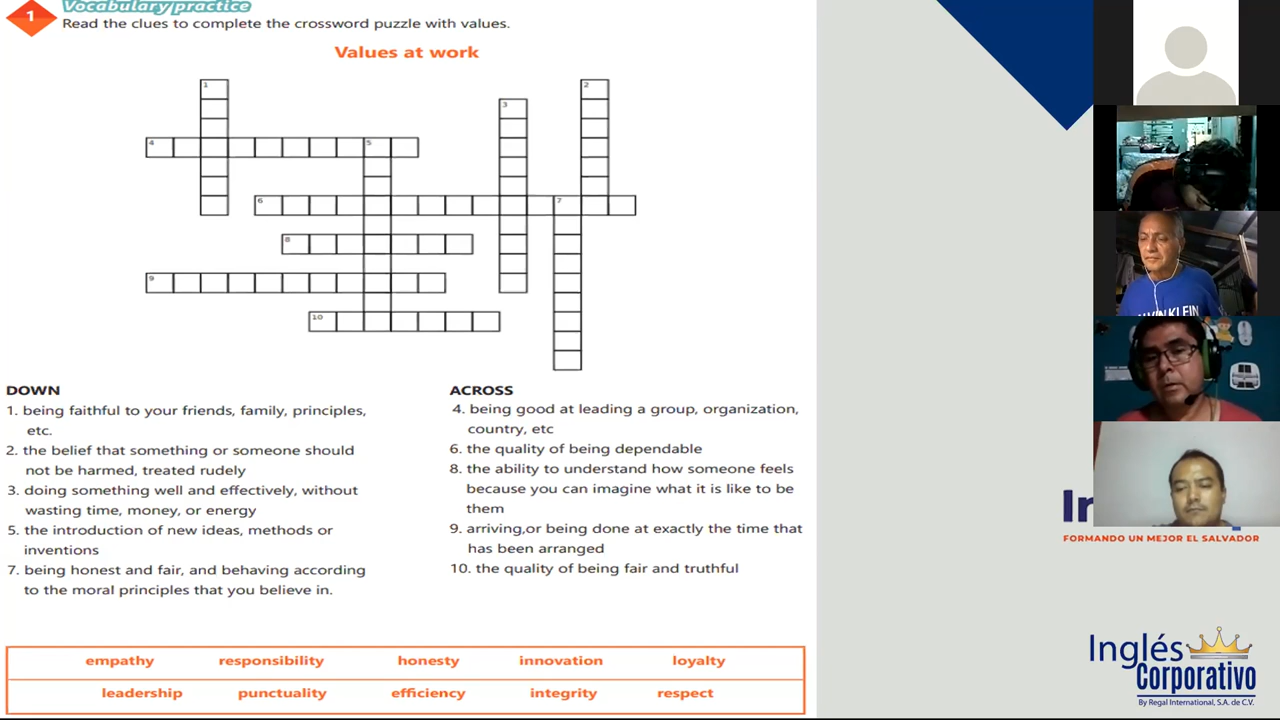 Vocabulary practice
1
Read the clues to complete the crossword puzzle with values.
Values at work
1
2
3
4
5
6
7
8
9
10
DOWN
1. being faithful to your friends, family, principles,
etc.
2. the belief that something or someone should
not be harmed, treated rudely
3. doing something well and effectively, without
wasting time, money, or energy
5. the introduction of new ideas, methods or
inventions
7. being honest and fair, and behaving according
to the moral principles that you believe in.
ACROSS
4. being good at leading a group, organization,
country, etc
6. the quality of being dependable
8. the ability to understand how someone feels
because you can imagine what it is like to be
them
9. arriving,or being done at exactly the time that
has been arranged
10. the quality of being fair and truthful
empathy responsibility honesty innovation loyalty
leadership punctuality efficiency integrity respect
KLEIN
FORMANDO UN MEJOR EL SALVADOR
Inglés
Corporativo
By Regal International, S.A. de C.V.